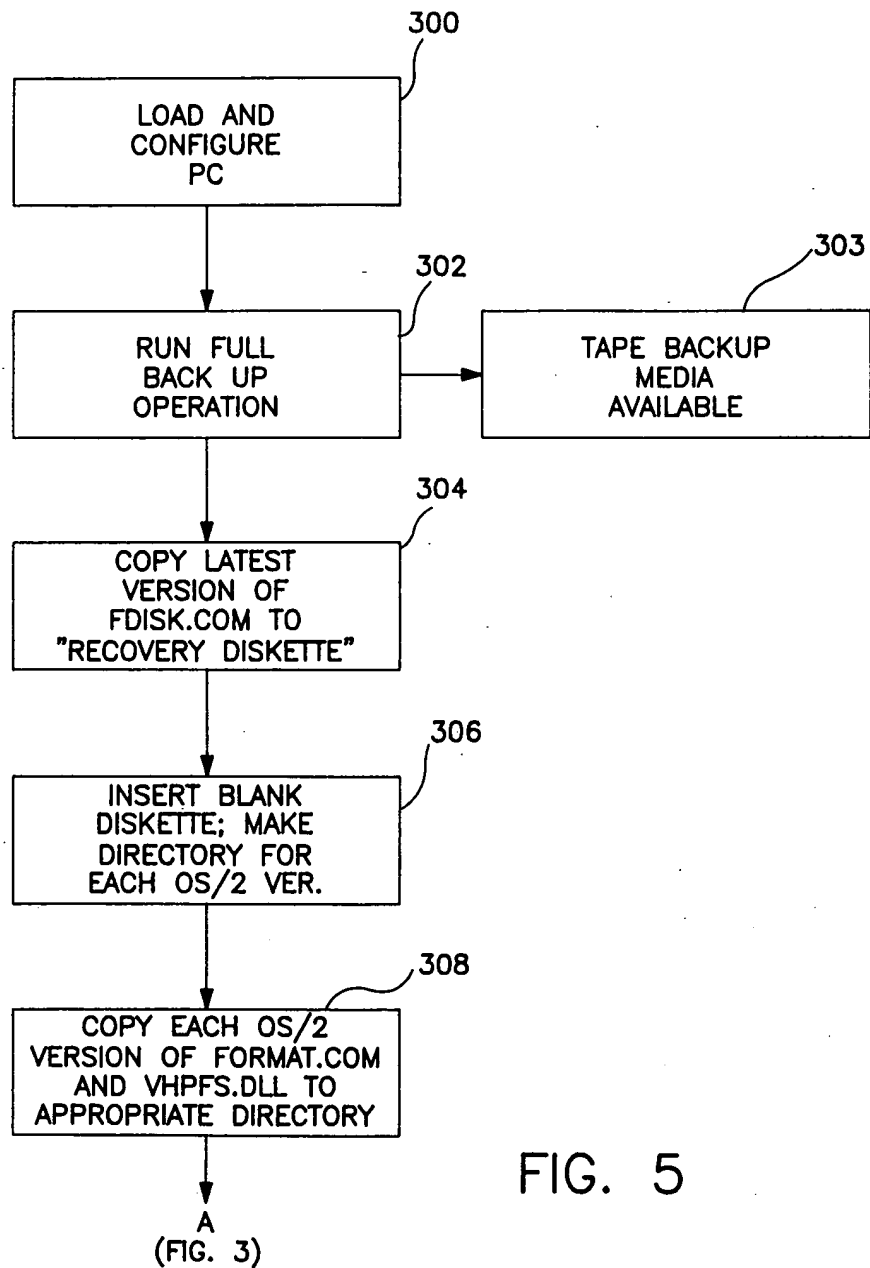 300
LOAD AND
CONFIGURE
PC
302
303
RUN FULL
BACK UP
OPERATION
TAPE BACKUP
MEDIA
AVAILABLE
304
COPY LATEST
VERSION OF
FDISK.COM TO
"RECOVERY DISKETTE"
306
INSERT BLANK
DISKETTE; MAKE
DIRECTORY FOR
EACH OS/2 VER.
308
COPY EACH OS/2
VERSION OF FORMAT.COM
AND VHPFS.DLL TO
APPROPRIATE DIRECTORY
FIG. 5
A
(FIG. 3)